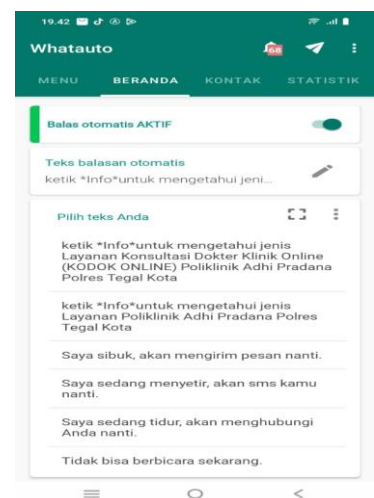 19.42
Whatauto
68
MENU BERANDA KONTAK STATISTIK
Balas otomatis AKTIF
Teks balasan otomatis
ketik *Info*untuk mengetahui jeni...
Pilih teks Anda
ketik *Info*untuk mengetahui jenis
Layanan Konsultasi Dokter Klinik Online
(KODOK ONLINE) Poliklinik Adhi Pradana
Polres Tegal Kota
ketik *Info*untuk mengetahui jenis
Layanan Poliklinik Adhi Pradana Polres
Tegal Kota
Saya sibuk, akan mengirim pesan nanti.
Saya sedang menyetir, akan sms kamu
nanti.
Saya sedang tidur, akan menghubungi
Anda nanti.
Tidak bisa berbicara sekarang.